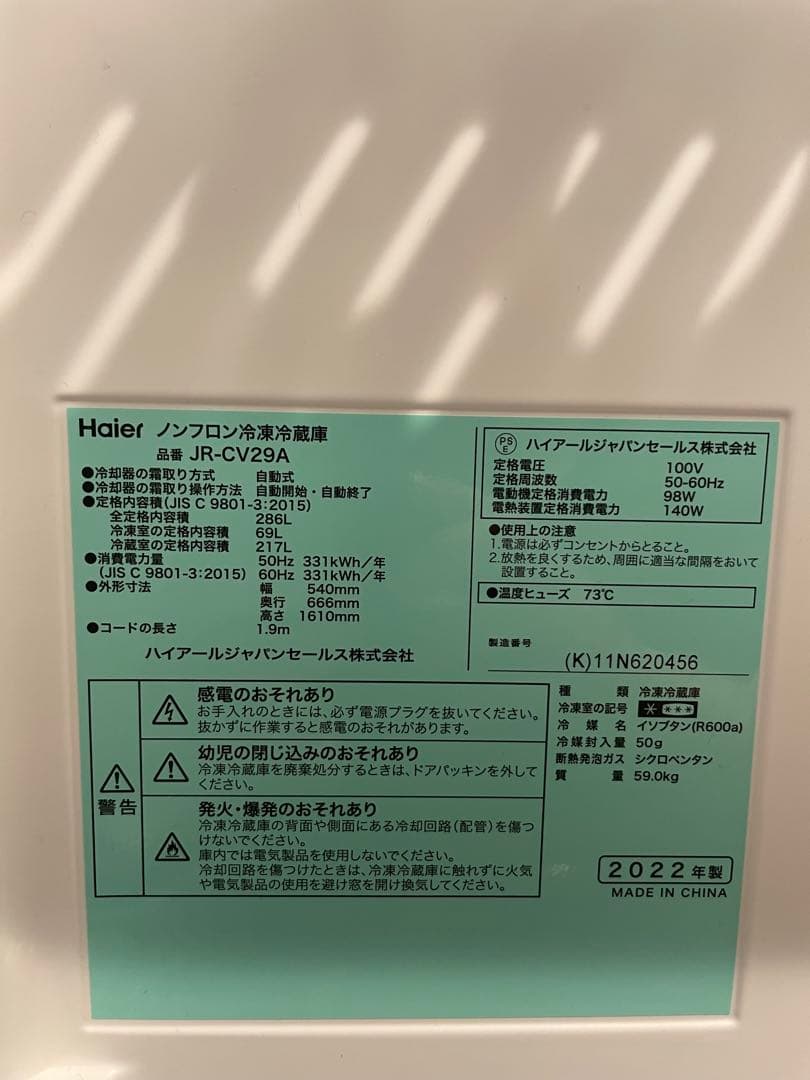 Haier ノンフロン冷凍冷蔵庫
品番 JR-CV29A
●冷却器の霜取り方式 自動式
●冷却器の霜取り操作方法 自動開始・自動終了
●定格内容積(JIS C 9801-3:2015)
全定格内容積 286L
冷凍室の定格内容積 69L
冷蔵室の定格内容積 217L
●消費電力量 50Hz 331kWh/年
(JIS C 9801-3:2015) 60Hz 331kWh/年
●外形寸法 幅 540mm
奥行 666mm
高さ 1610mm
●コードの長さ 1.9m
ハイアールジャパンセールス株式会社
PS E ハイアールジャパンセールス株式会社
定格電圧 100V
定格周波数 50-60Hz
電動機定格消費電力 98W
電熱装置定格消費電力 140W
●使用上の注意
1.電源は必ずコンセントからとること。
2.放熱を良くするため、周囲に適当な間隔をおいて
設置すること。
●温度ヒューズ 73℃
製造番号
(K)11N620456
警告
感電のおそれあり
お手入れのときには、必ず電源プラグを抜いてください。
抜かずに作業すると感電のおそれがあります。
幼児の閉じ込めのおそれあり
冷凍冷蔵庫を廃棄処分するときは、ドアパッキンを外して
ください。
発火・爆発のおそれあり
冷凍冷蔵庫の背面や側面にある冷却回路(配管)を傷つ
けないでください。
庫内では電気製品を使用しないでください。
冷却回路を傷つけたときは、冷凍冷蔵庫に触れずに火気
や電気製品の使用を避け窓を開け換気してください。
種類 冷凍冷蔵庫
冷凍室の記号 * ***
冷媒名 イソブタン(R600a)
冷媒封入量 50g
断熱発泡ガス シクロペンタン
質量 59.0kg
2022年製
MADE IN CHINA